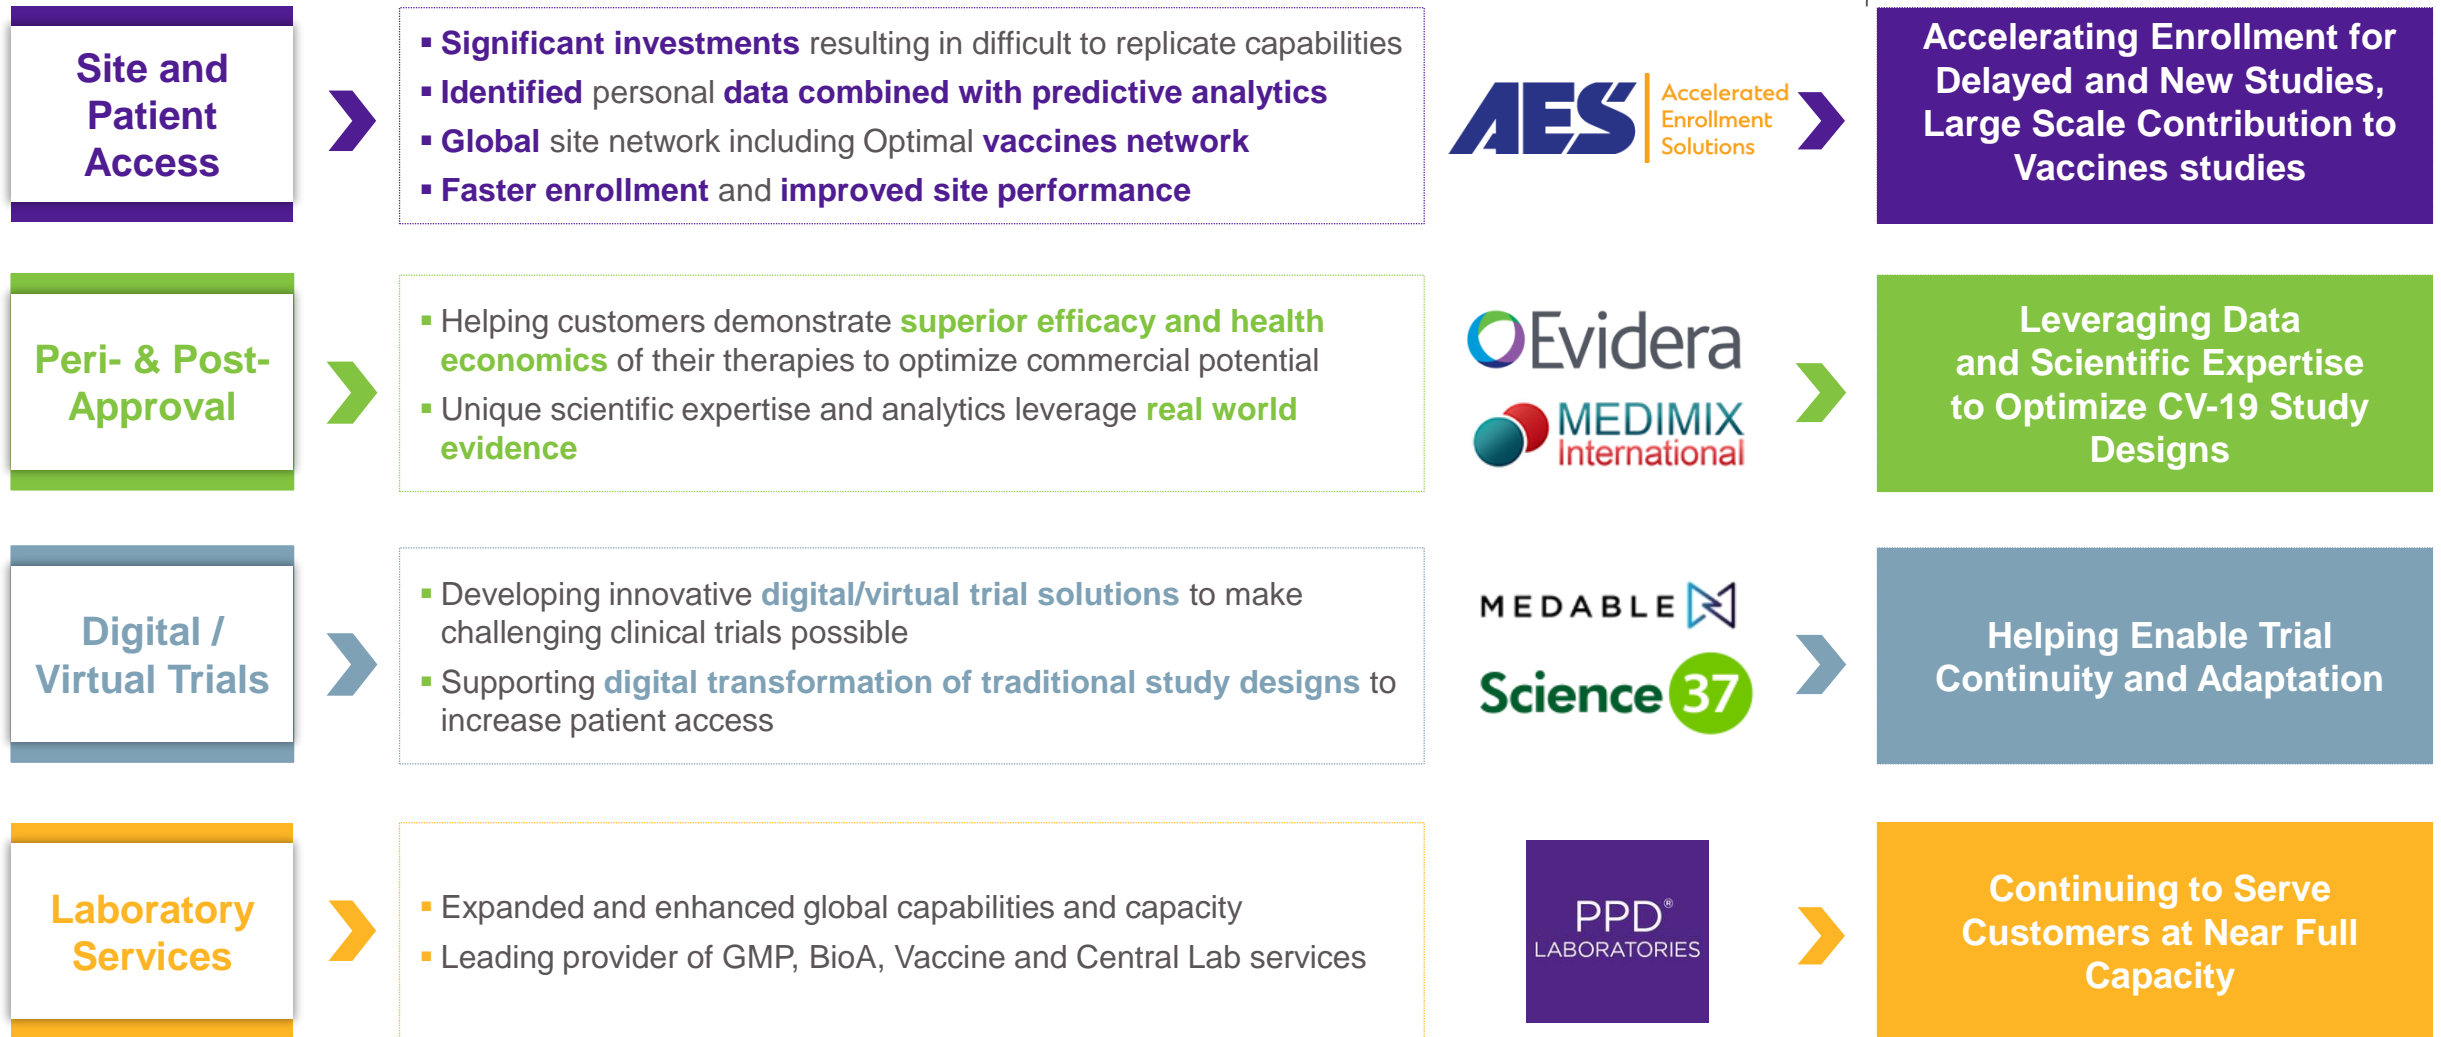 Site and
Patient
Access
▪ Significant investments resulting in difficult to replicate capabilities
▪ Identified personal data combined with predictive analytics
▪ Global site network including Optimal vaccines network
▪ Faster enrollment and improved site performance
AES
Accelerated
Enrollment
Solutions
Accelerating Enrollment for
Delayed and New Studies,
Large Scale Contribution to
Vaccines studies
Peri- & Post-
Approval
▪ Helping customers demonstrate superior efficacy and health
economics of their therapies to optimize commercial potential
▪ Unique scientific expertise and analytics leverage real world
evidence
Evidera
MEDIMIX
International
Leveraging Data
and Scientific Expertise
to Optimize CV-19 Study
Designs
Digital /
Virtual Trials
▪ Developing innovative digital/virtual trial solutions to make
challenging clinical trials possible
▪ Supporting digital transformation of traditional study designs to
increase patient access
MEDABLE
Science 37
Helping Enable Trial
Continuity and Adaptation
Laboratory
Services
▪ Expanded and enhanced global capabilities and capacity
▪ Leading provider of GMP, BioA, Vaccine and Central Lab services
PPD®
LABORATORIES
Continuing to Serve
Customers at Near Full
Capacity